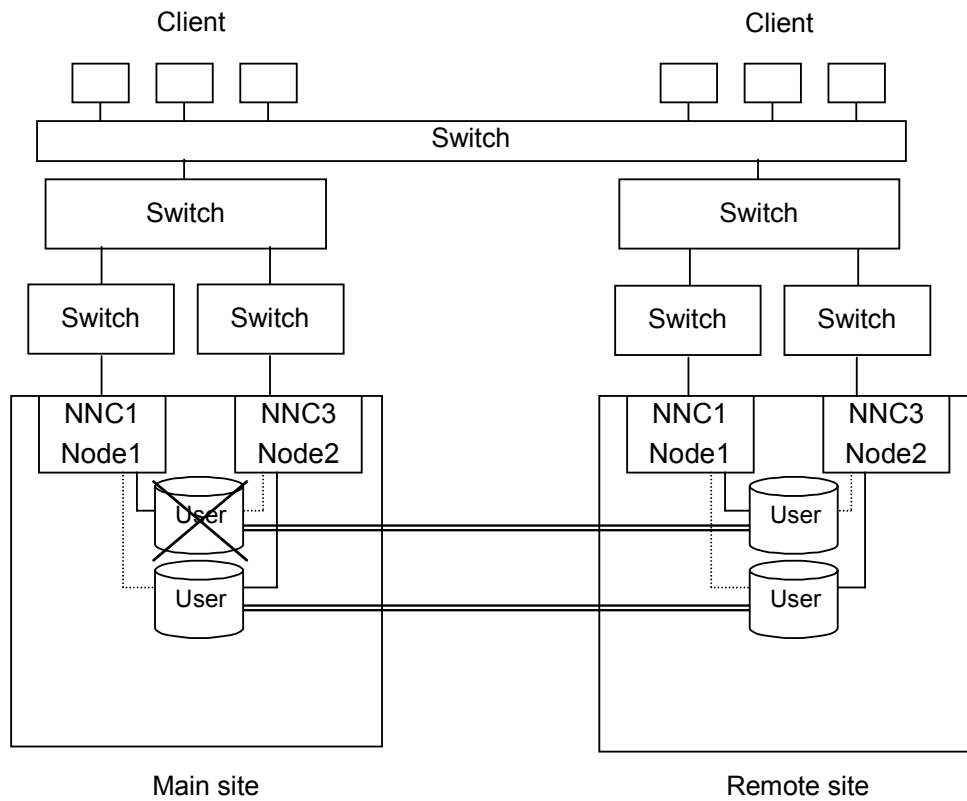 Client Client
Switch
Switch Switch
Switch Switch Switch Switch
NNC1 NNC3 NNC1 NNC3
Node1 Node2 Node1 Node2
User User
User User
Main site Remote site